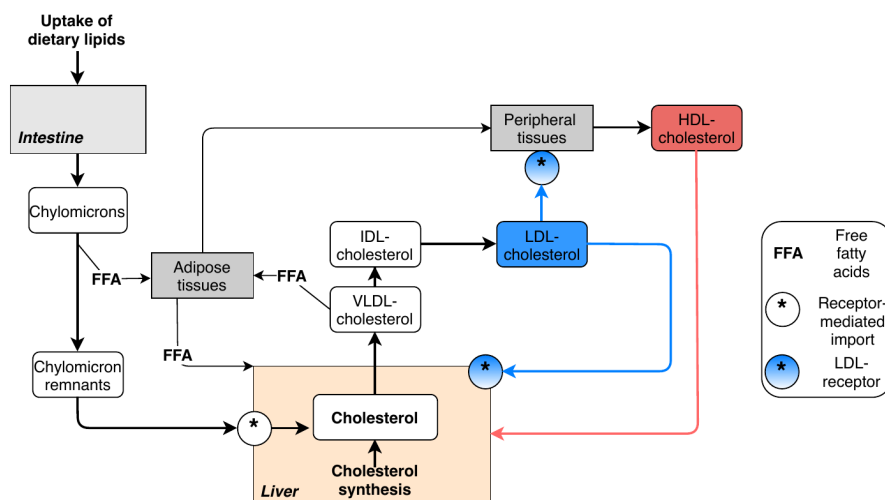 Uptake of
dietary lipids
Intestine
Chylomicrons
FFA
Adipose
tissues
FFA
FFA
Chylomicron
remnants
*
Cholesterol
Cholesterol
synthesis
Liver
VLDL-
cholesterol
IDL-
cholesterol
LDL-
cholesterol
*
*
Peripheral
tissues
HDL-
cholesterol
FFA
Free
fatty
acids
*
Receptor-
mediated
import
*
LDL-
receptor